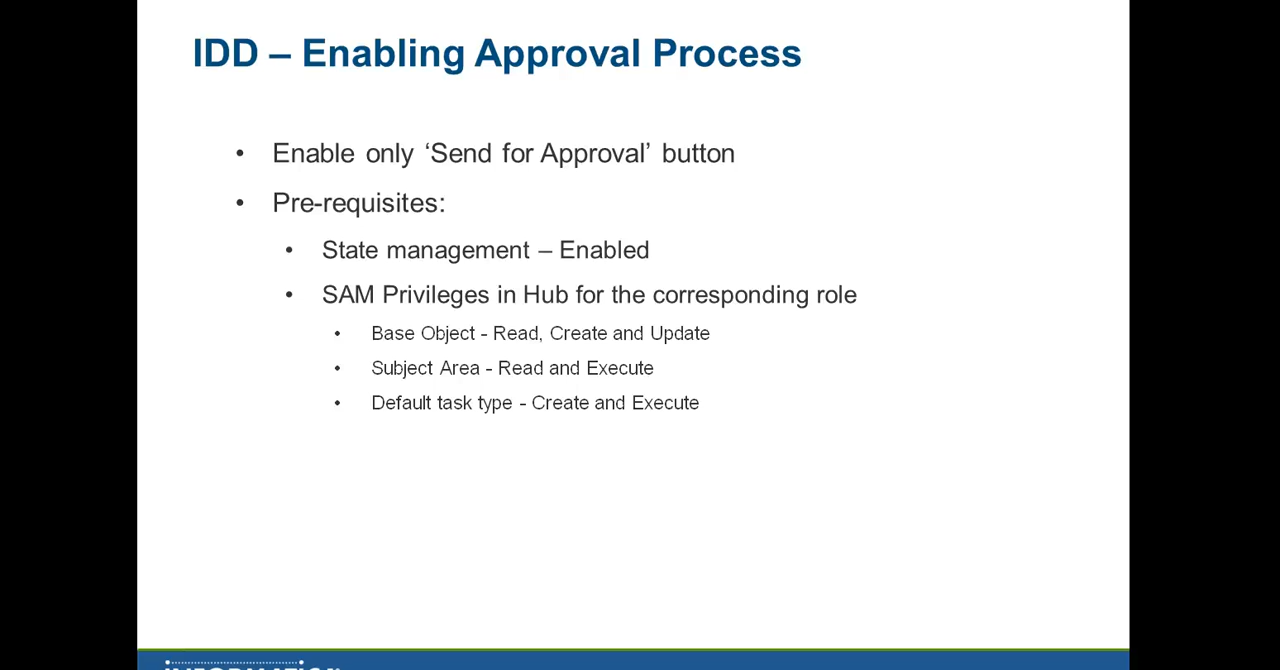 IDD – Enabling Approval Process
• Enable only ‘Send for Approval’ button
• Pre-requisites:
• State management – Enabled
• SAM Privileges in Hub for the corresponding role
• Base Object - Read, Create and Update
• Subject Area - Read and Execute
• Default task type - Create and Execute